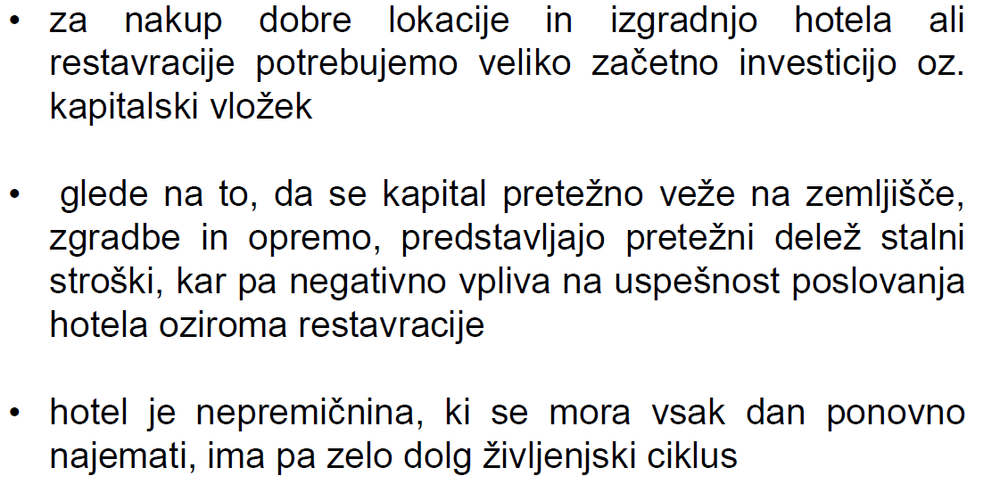 • za nakup dobre lokacije in izgradnjo hotela ali
restavracije potrebujemo veliko začetno investicijo oz.
kapitalski vložek
• glede na to, da se kapital pretežno veže na zemljišče,
zgradbe in opremo, predstavljajo pretežni delež stalni
stroški, kar pa negativno vpliva na uspešnost poslovanja
hotela oziroma restavracije
• hotel je nepremičnina, ki se mora vsak dan ponovno
najemati, ima pa zelo dolg življenjski ciklus